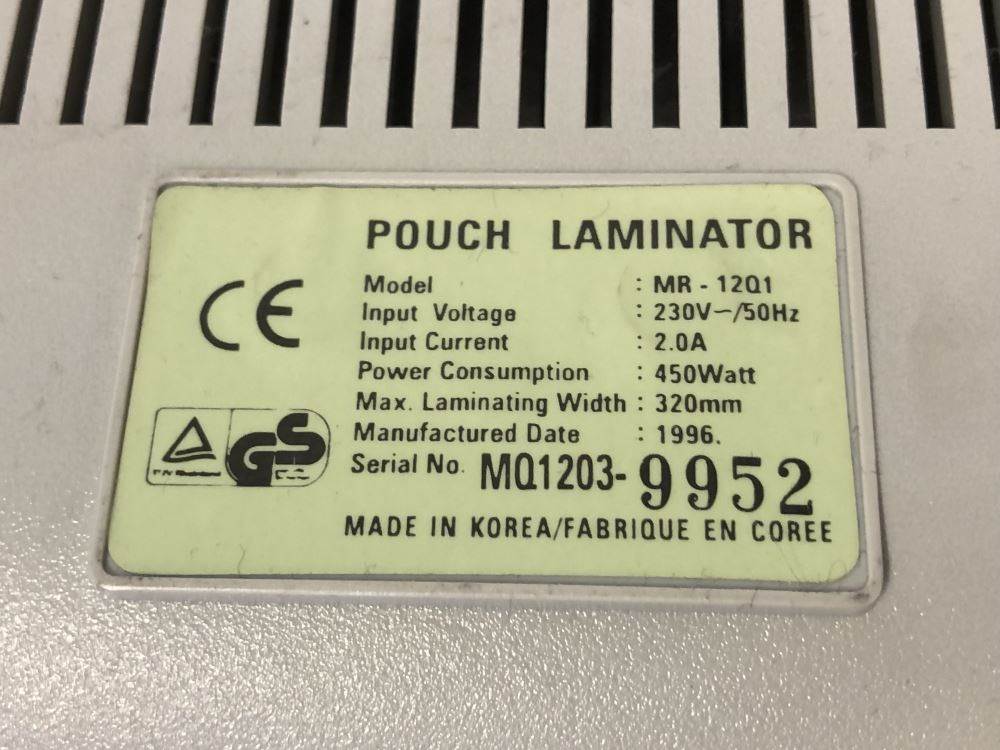 POUCH LAMINATOR
CE
Model : MR - 12Q1
Input Voltage : 230V~/50Hz
Input Current : 2.0A
Power Consumption : 450Watt
Max. Laminating Width : 320mm
Manufactured Date : 1996.
GS
Serial No. MQ1203-9952
MADE IN KOREA/FABRIQUE EN COREE